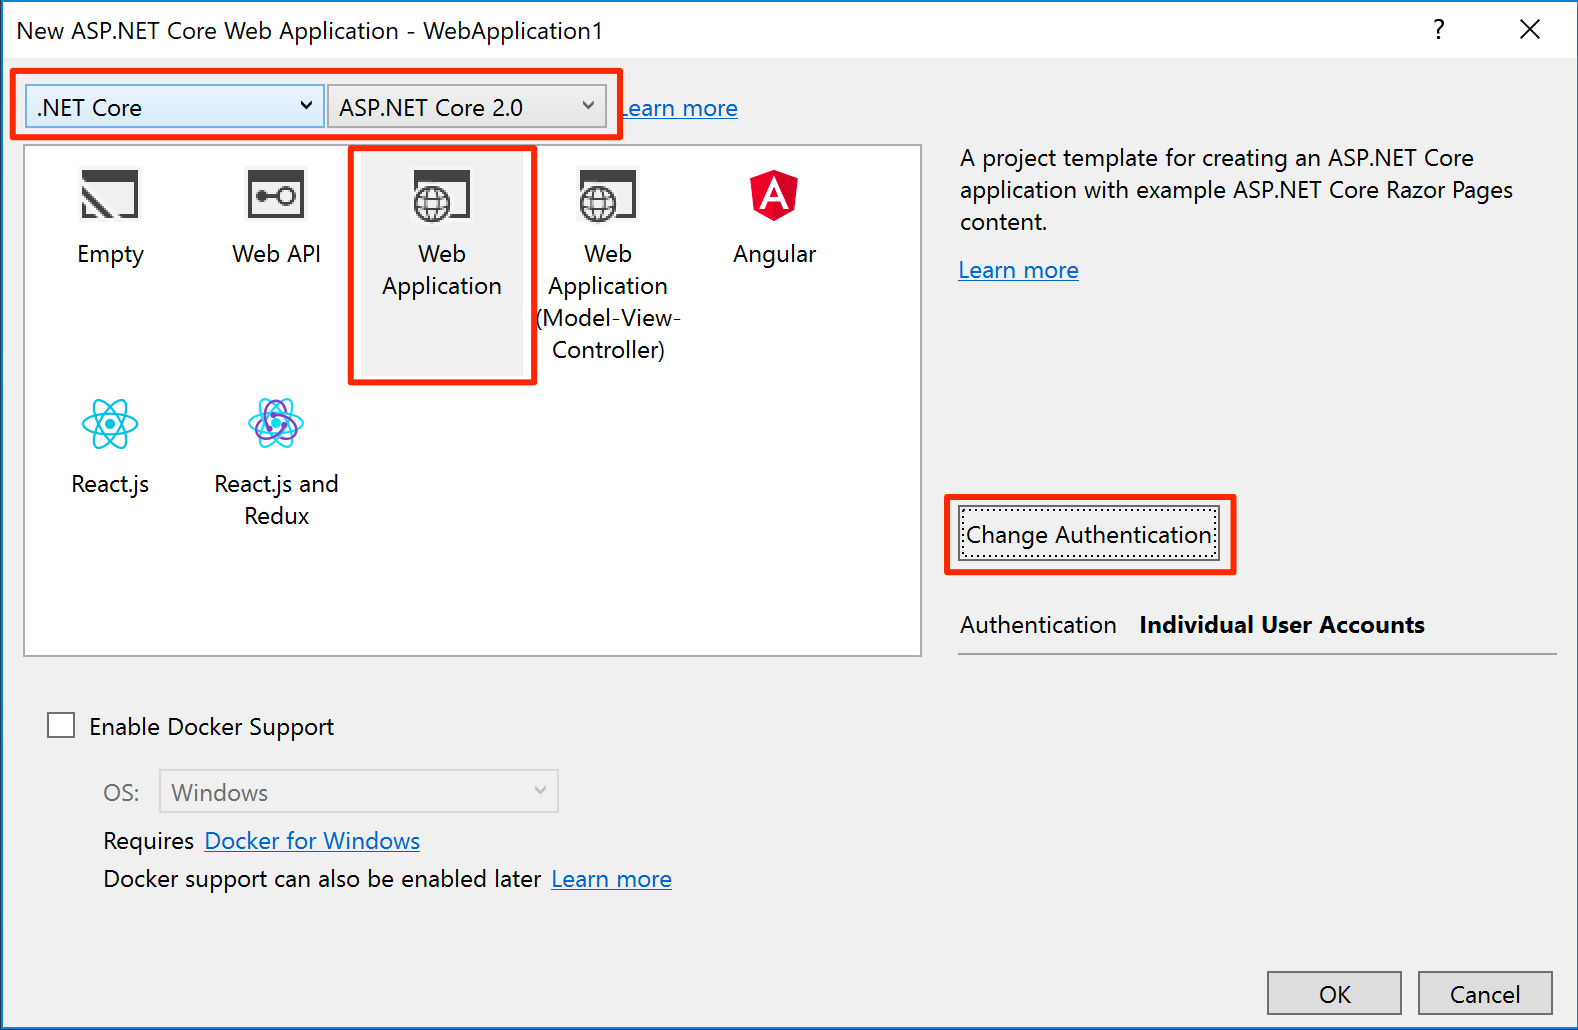 New ASP.NET Core Web Application - WebApplication1
?
.NET Core
ASP.NET Core 2.0
Learn more
Empty
Web API
Web
Application
Web
Application
(Model-View-
Controller)
Angular
React.js
React.js and
Redux
A project template for creating an ASP.NET Core
application with example ASP.NET Core Razor Pages
content.
Learn more
Change Authentication
Authentication Individual User Accounts
Enable Docker Support
OS: Windows
Requires Docker for Windows
Docker support can also be enabled later Learn more
OK
Cancel